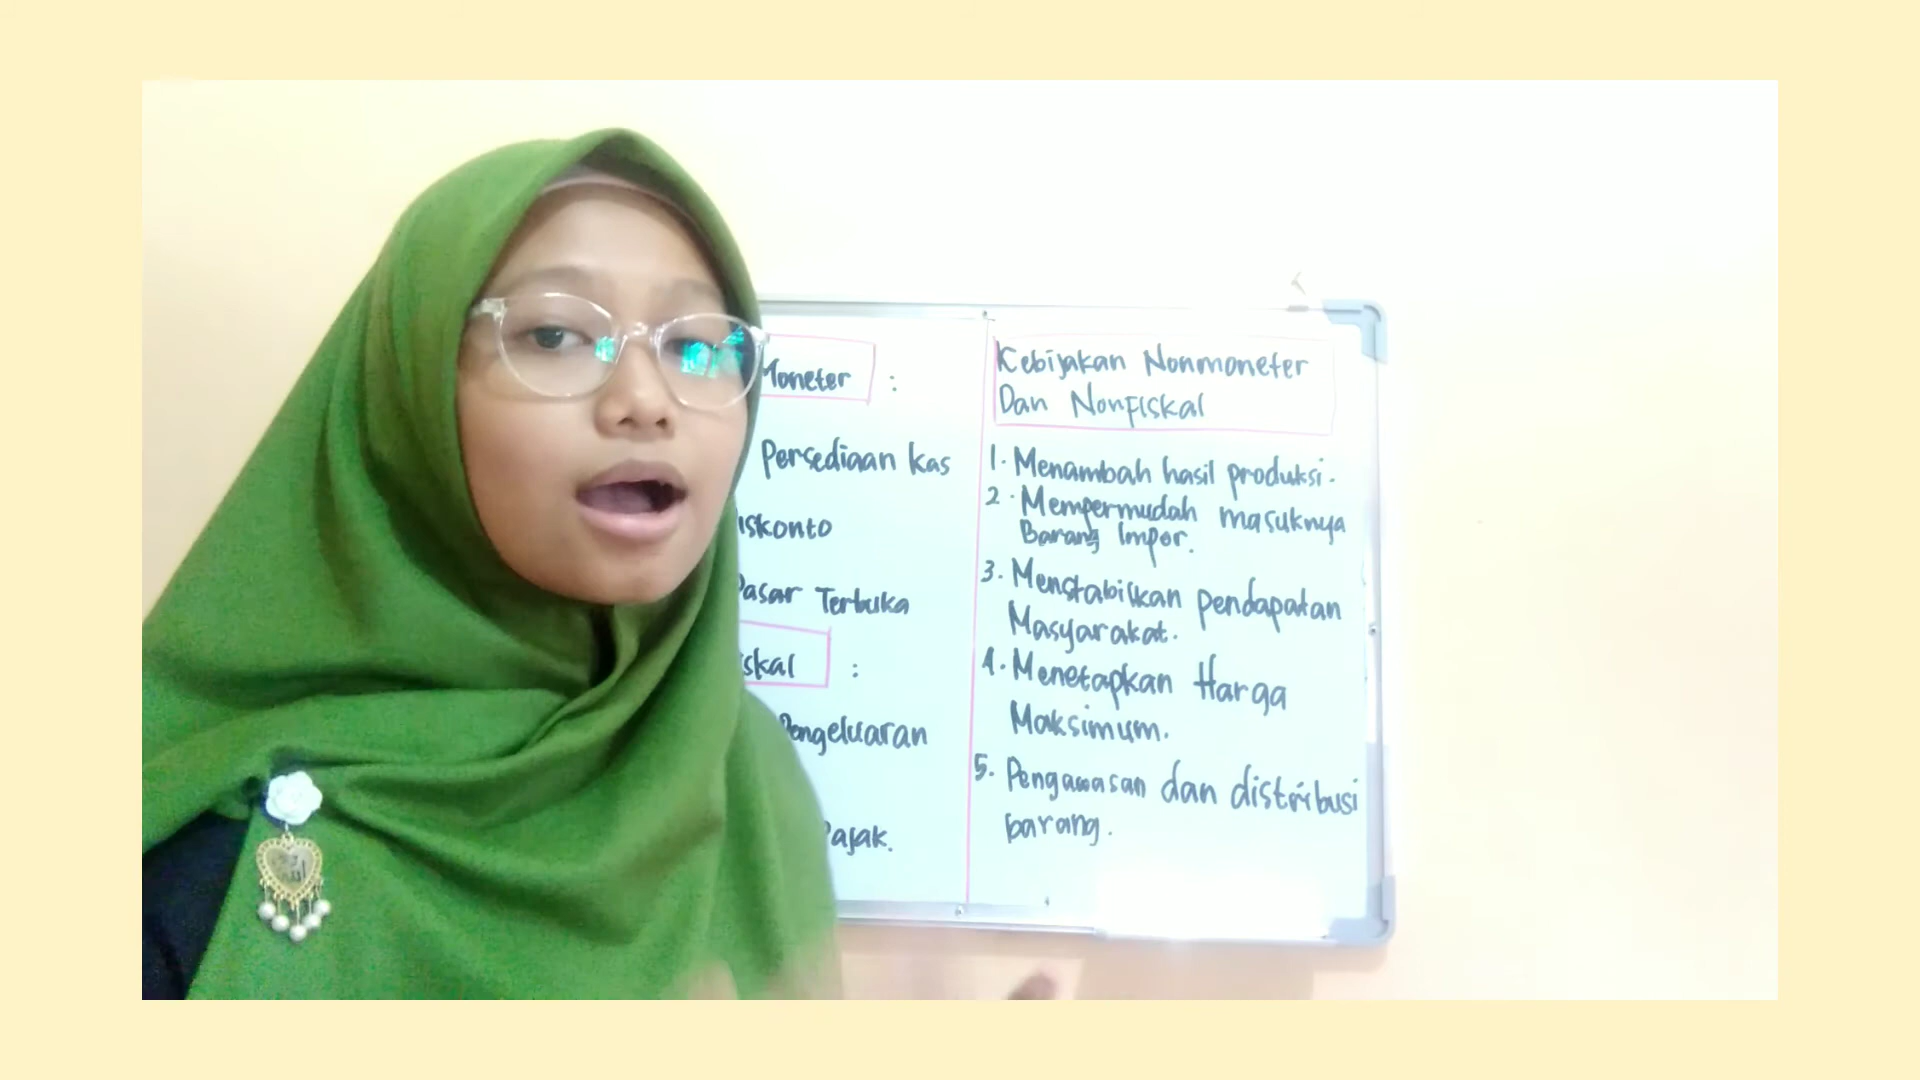 Moneter :
Persediaan kas
iskonto
Pasar Terbuka
iskal :
Pengeluaran
Pajak.
Kebijakan Nonmoneter
Dan Nonfiskal
1. Menambah hasil produksi.
2. Mempermudah masuknya
Barang Impor.
3. Menstabilkan pendapatan
Masyarakat.
4. Menetapkan Harga
Maksimum.
5. Pengawasan dan distribusi
barang.